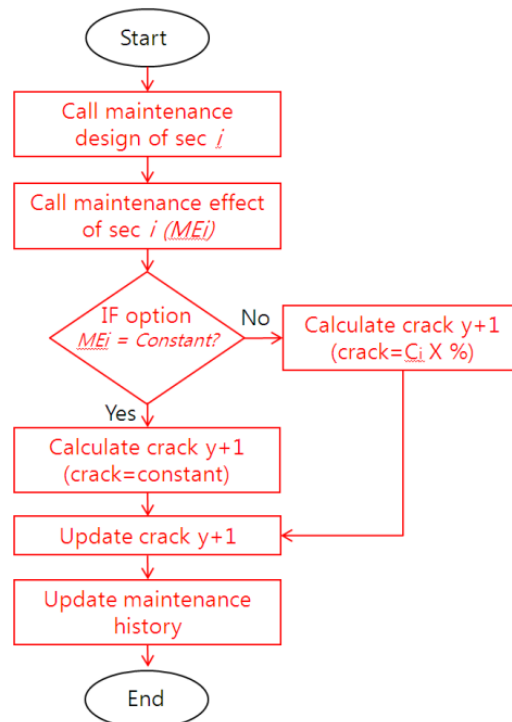 Start
Call maintenance
design of sec i
Call maintenance effect
of sec i (MEi)
IF option
MEi = Constant?
No
Calculate crack y+1
(crack=Ci X %)
Yes
Calculate crack y+1
(crack=constant)
Update crack y+1
Update maintenance
history
End